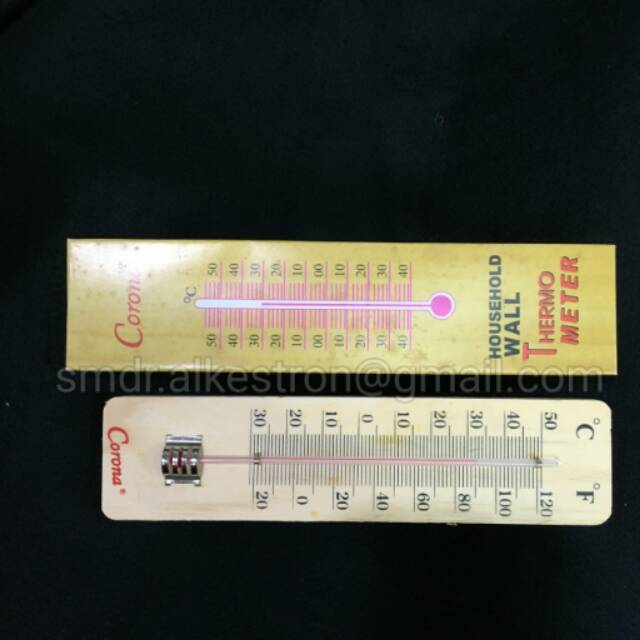 Corona
°C
50 40 30 20 10 00 10 20 30 40
50 40 30 20 10 00 10 20 30 40
HOUSEHOLD
WALL
THERMO
METER
smdr.alkestron@gmail.com
Corona ®
30 20 10 0 10 20 30 40 50 °C
20 0 20 40 60 80 100 120 °F